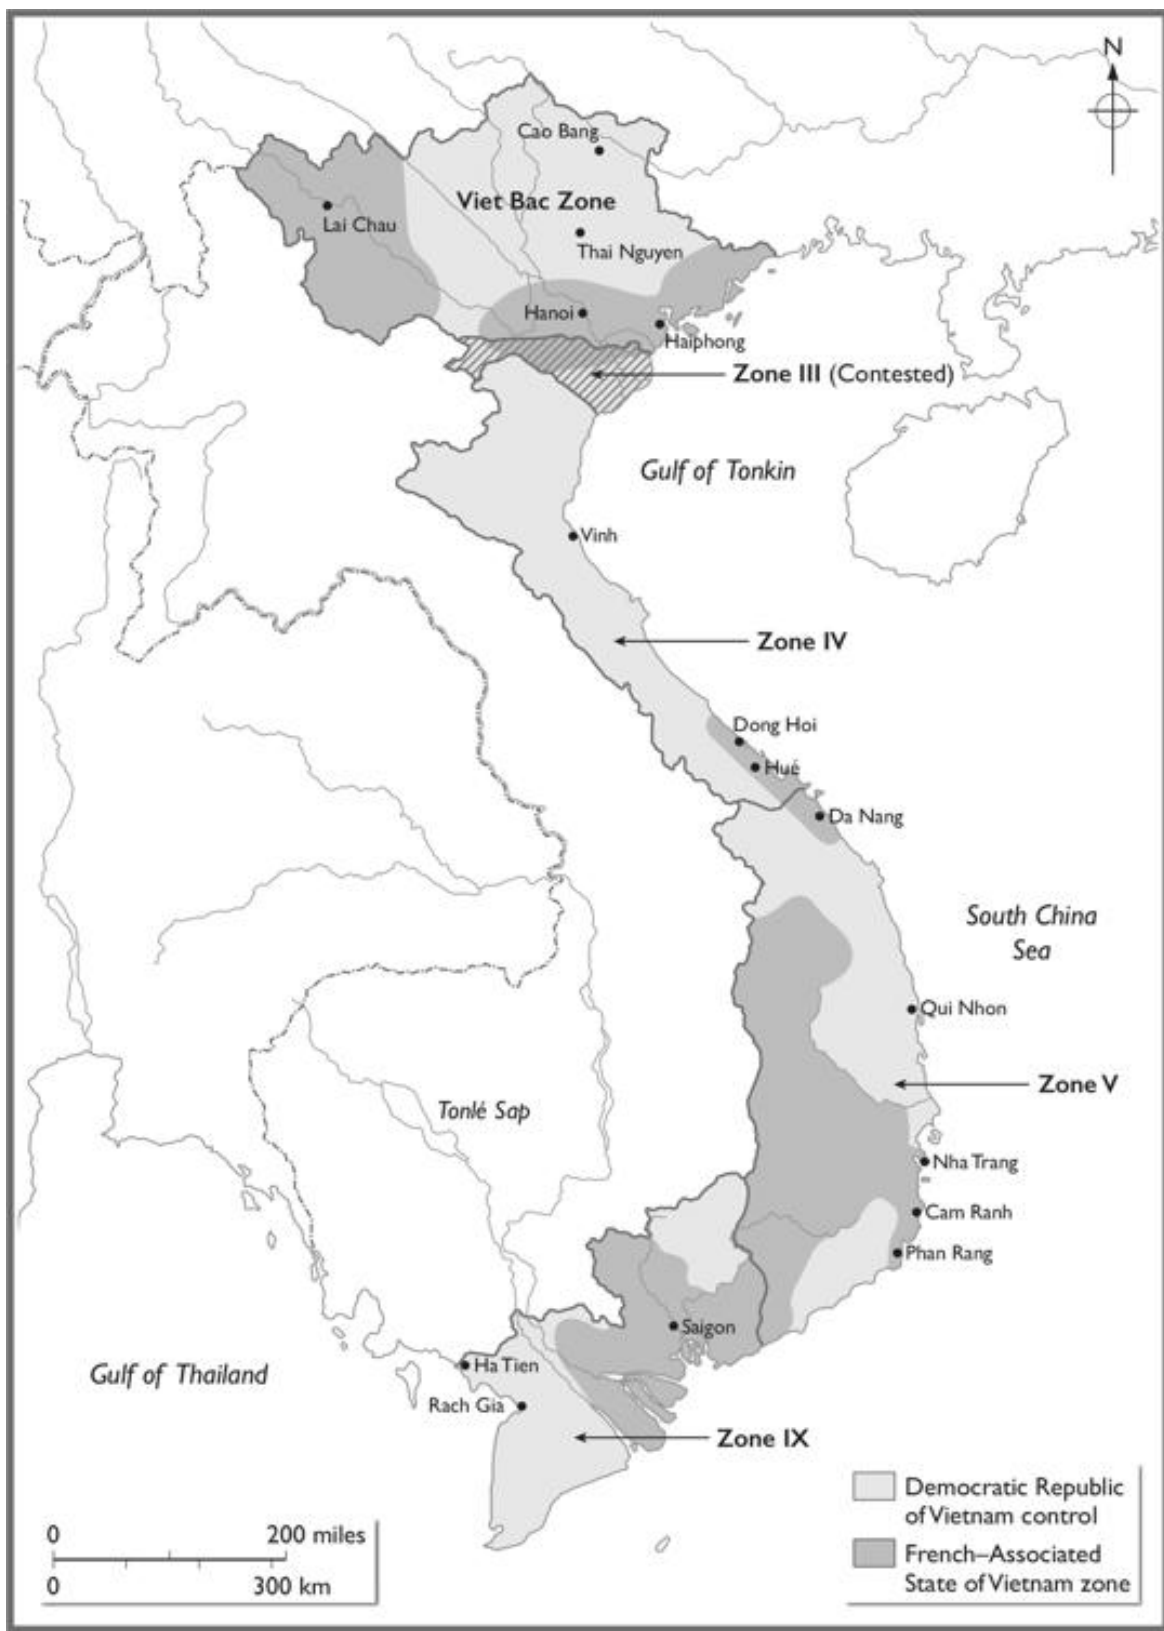 N
Cao Bang
Viet Bac Zone
Lai Chau
Thai Nguyen
Hanoi
Haiphong
Zone III (Contested)
Gulf of Tonkin
Vinh
Zone IV
Dong Hoi
Hué
Da Nang
South China
Sea
Qui Nhon
Zone V
Tonlé Sap
Nha Trang
Cam Ranh
Phan Rang
Saigon
Ha Tien
Gulf of Thailand
Rach Gia
Zone IX
Democratic Republic
of Vietnam control
French–Associated
State of Vietnam zone
0 200 miles
0 300 km